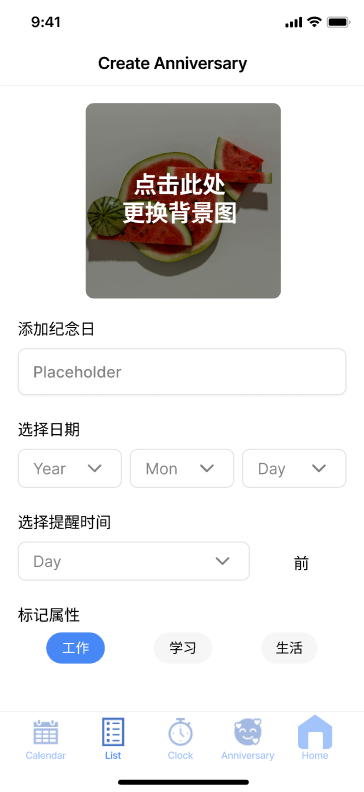 9:41
Create Anniversary
点击此处
更换背景图
添加纪念日
Placeholder
选择日期
Year Mon Day
选择提醒时间
Day 前
标记属性
工作 学习 生活
Calendar List Clock Anniversary Home